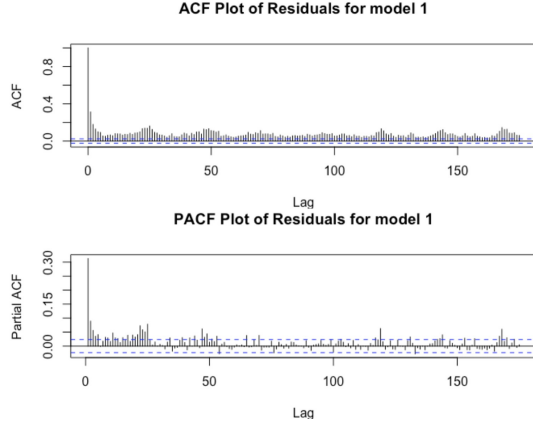 ACF Plot of Residuals for model 1
ACF
0.0 0.4 0.8
0 50 100 150
Lag
PACF Plot of Residuals for model 1
Partial ACF
0.00 0.15 0.30
0 50 100 150
Lag